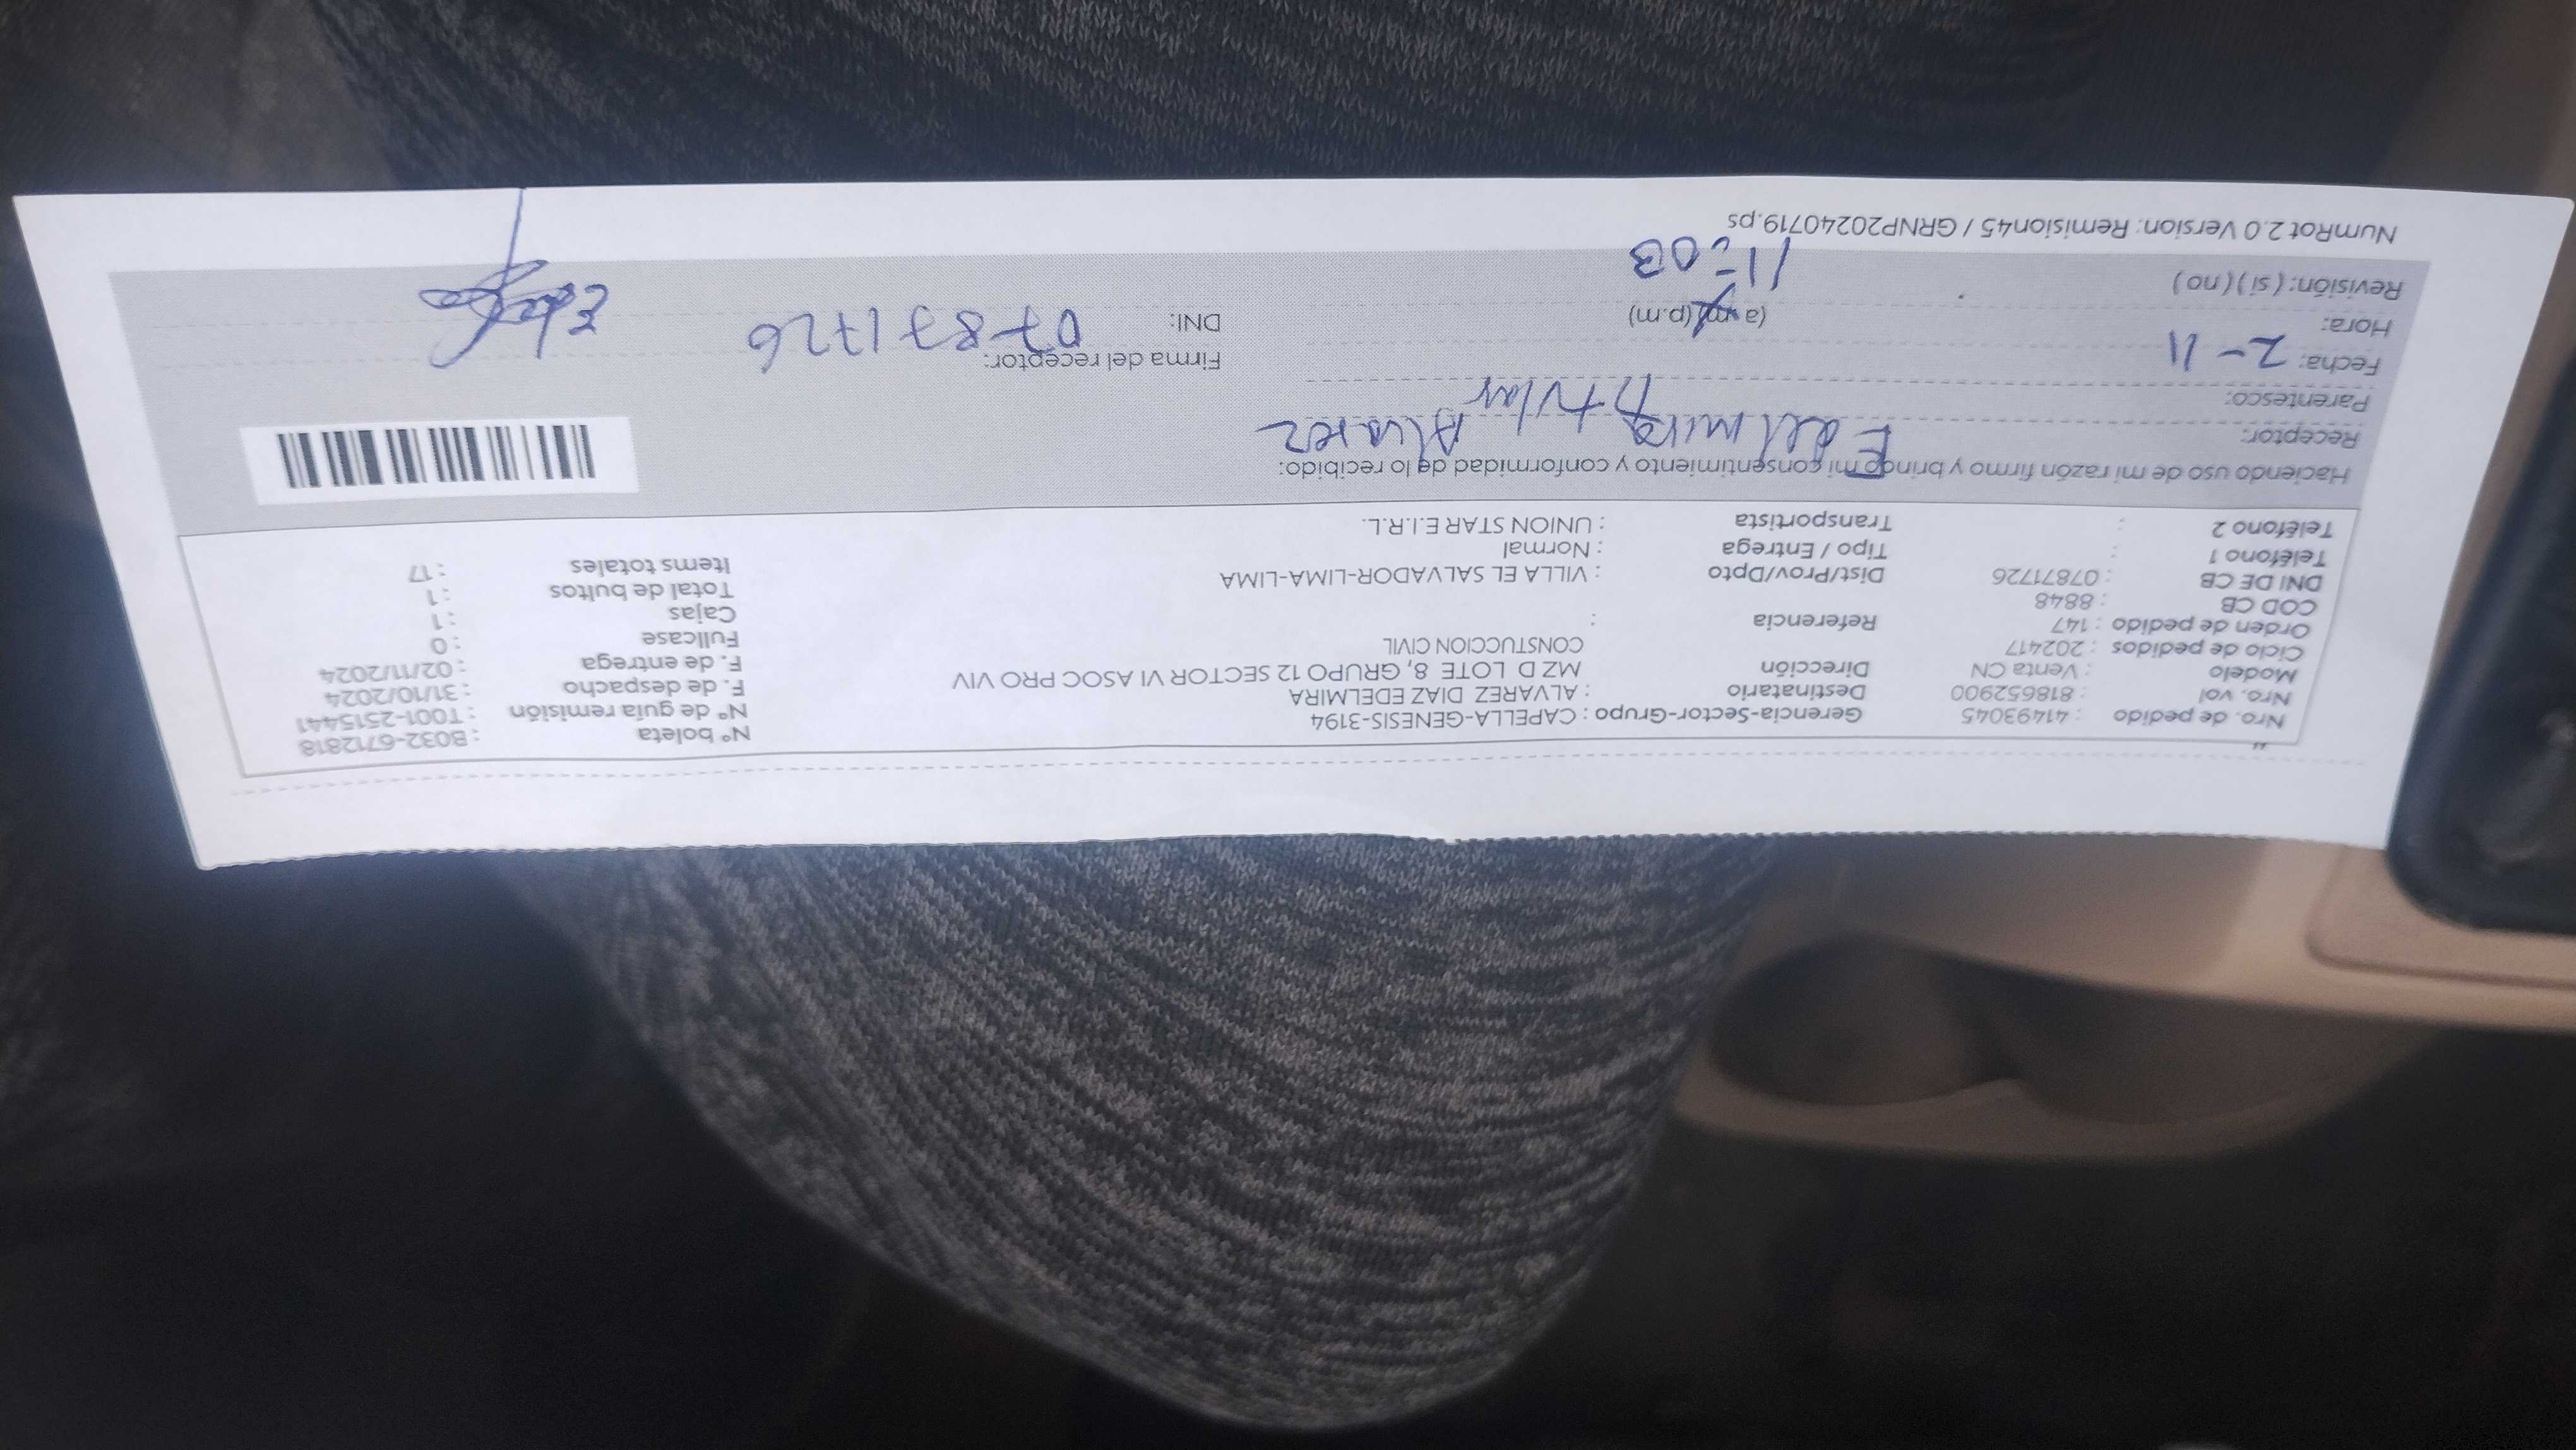 Nro. de pedido : 41493045 Gerencia-Sector-Grupo : CAPELLA-GENESIS-3194 N° boleta : B032-6712818
Nro. vol : 818652900 Destinatario : ALVAREZ DIAZ EDELMIRA N° de guía remisión : T001-2515441
Modelo : Venta CN Dirección MZ D LOTE 8, GRUPO 12 SECTOR VI ASOC PRO VIV F. de despacho : 31/10/2024
Ciclo de pedidos : 202417 CONSTUCCION CIVIL F. de entrega : 02/11/2024
Orden de pedido : 147 Referencia : Fullcase : 0
COD CB : 8848 Cajas : 1
DNI DE CB : 07871726 Dist/Prov/Dpto : VILLA EL SALVADOR-LIMA-LIMA Total de bultos : 1
Teléfono 1 : Tipo / Entrega : Normal Items totales : 17
Teléfono 2 : Transportista : UNION STAR E.I.R.L.
Haciendo uso de mi razón firmo y brindo mi consentimiento y conformidad de lo recibido:
Receptor: Edelmira Alvarez
Parentesco: titular
Fecha: 2-11 Firma del receptor:
Hora: (a.m) (p.m) DNI: 07871726
11:03
Revisión: ( si ) ( no )
NumRot 2.0 Version: Remision45 / GRNP20240719.ps